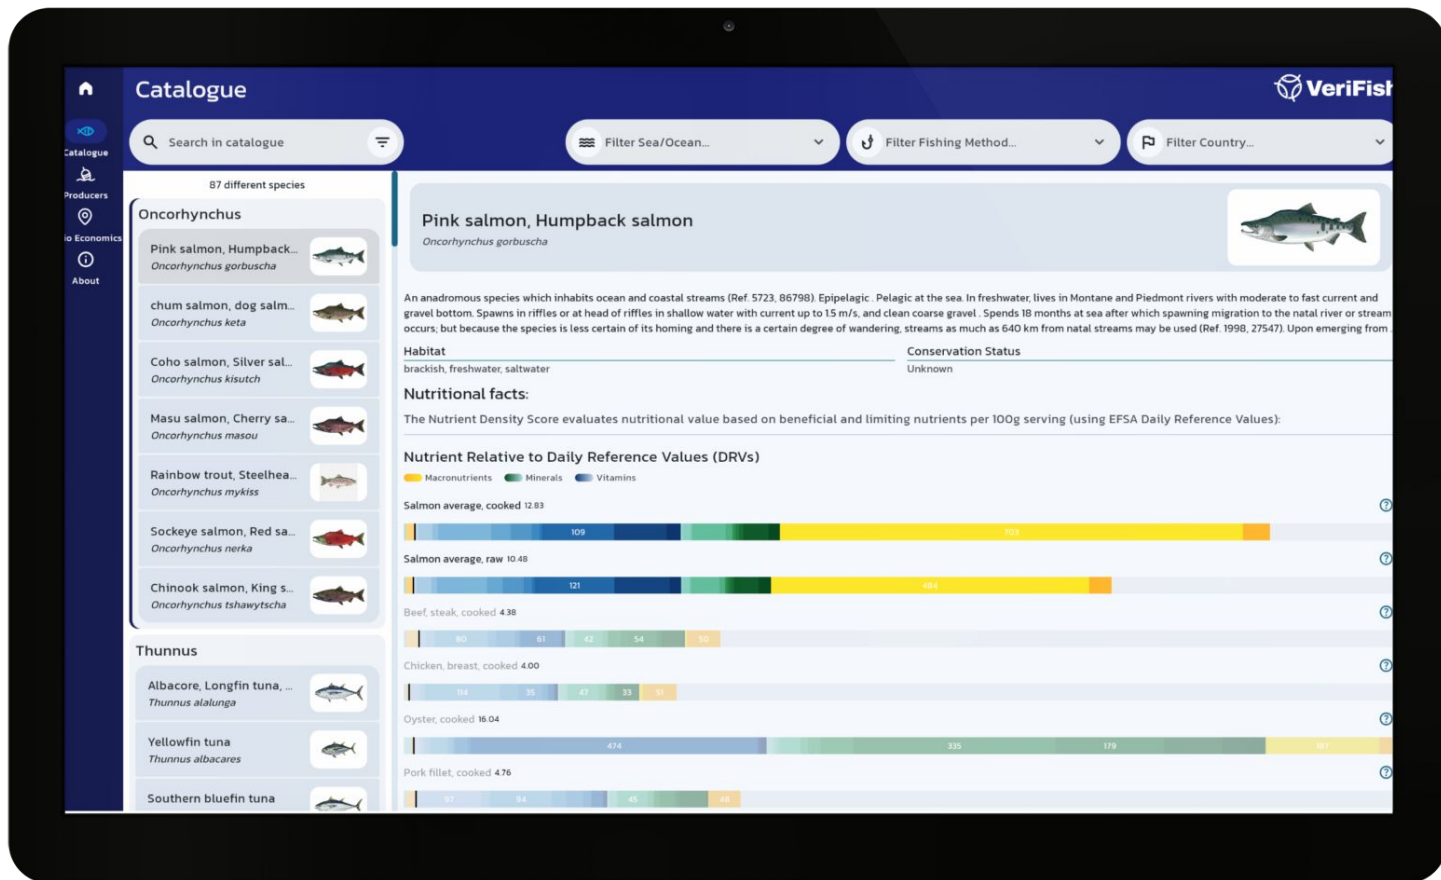 Catalogue
VeriFish
Search in catalogue
Filter Sea/Ocean...
Filter Fishing Method...
Filter Country...
Catalogue
Producers
io Economics
About
87 different species
Oncorhynchus
Pink salmon, Humpback...
Oncorhynchus gorbuscha
chum salmon, dog salm...
Oncorhynchus keta
Coho salmon, Silver sal...
Oncorhynchus kisutch
Masu salmon, Cherry sa...
Oncorhynchus masou
Rainbow trout, Steelhea...
Oncorhynchus mykiss
Sockeye salmon, Red sa...
Oncorhynchus nerka
Chinook salmon, King s...
Oncorhynchus tshawytscha
Thunnus
Albacore, Longfin tuna, ...
Thunnus alalunga
Yellowfin tuna
Thunnus albacares
Southern bluefin tuna
Pink salmon, Humpback salmon
Oncorhynchus gorbuscha
An anadromous species which inhabits ocean and coastal streams (Ref. 5723, 86798). Epipelagic . Pelagic at the sea. In freshwater, lives in Montane and Piedmont rivers with moderate to fast current and
gravel bottom. Spawns in riffles or at head of riffles in shallow water with current up to 1.5 m/s, and clean coarse gravel . Spends 18 months at sea after which spawning migration to the natal river or stream
occurs; but because the species is less certain of its homing and there is a certain degree of wandering, streams as much as 640 km from natal streams may be used (Ref. 1998, 27547). Upon emerging from .
Habitat
brackish, freshwater, saltwater
Conservation Status
Unknown
Nutritional facts:
The Nutrient Density Score evaluates nutritional value based on beneficial and limiting nutrients per 100g serving (using EFSA Daily Reference Values):
Nutrient Relative to Daily Reference Values (DRVs)
Macronutrients Minerals Vitamins
Salmon average, cooked 12.83
109 703
Salmon average, raw 10.48
121 484
Beef, steak, cooked 4.38
80 61 42 54 50
Chicken, breast, cooked 4.00
114 35 47 33 51
Oyster, cooked 16.04
474 335 179
Pork fillet, cooked 4.76
97 94 45 48